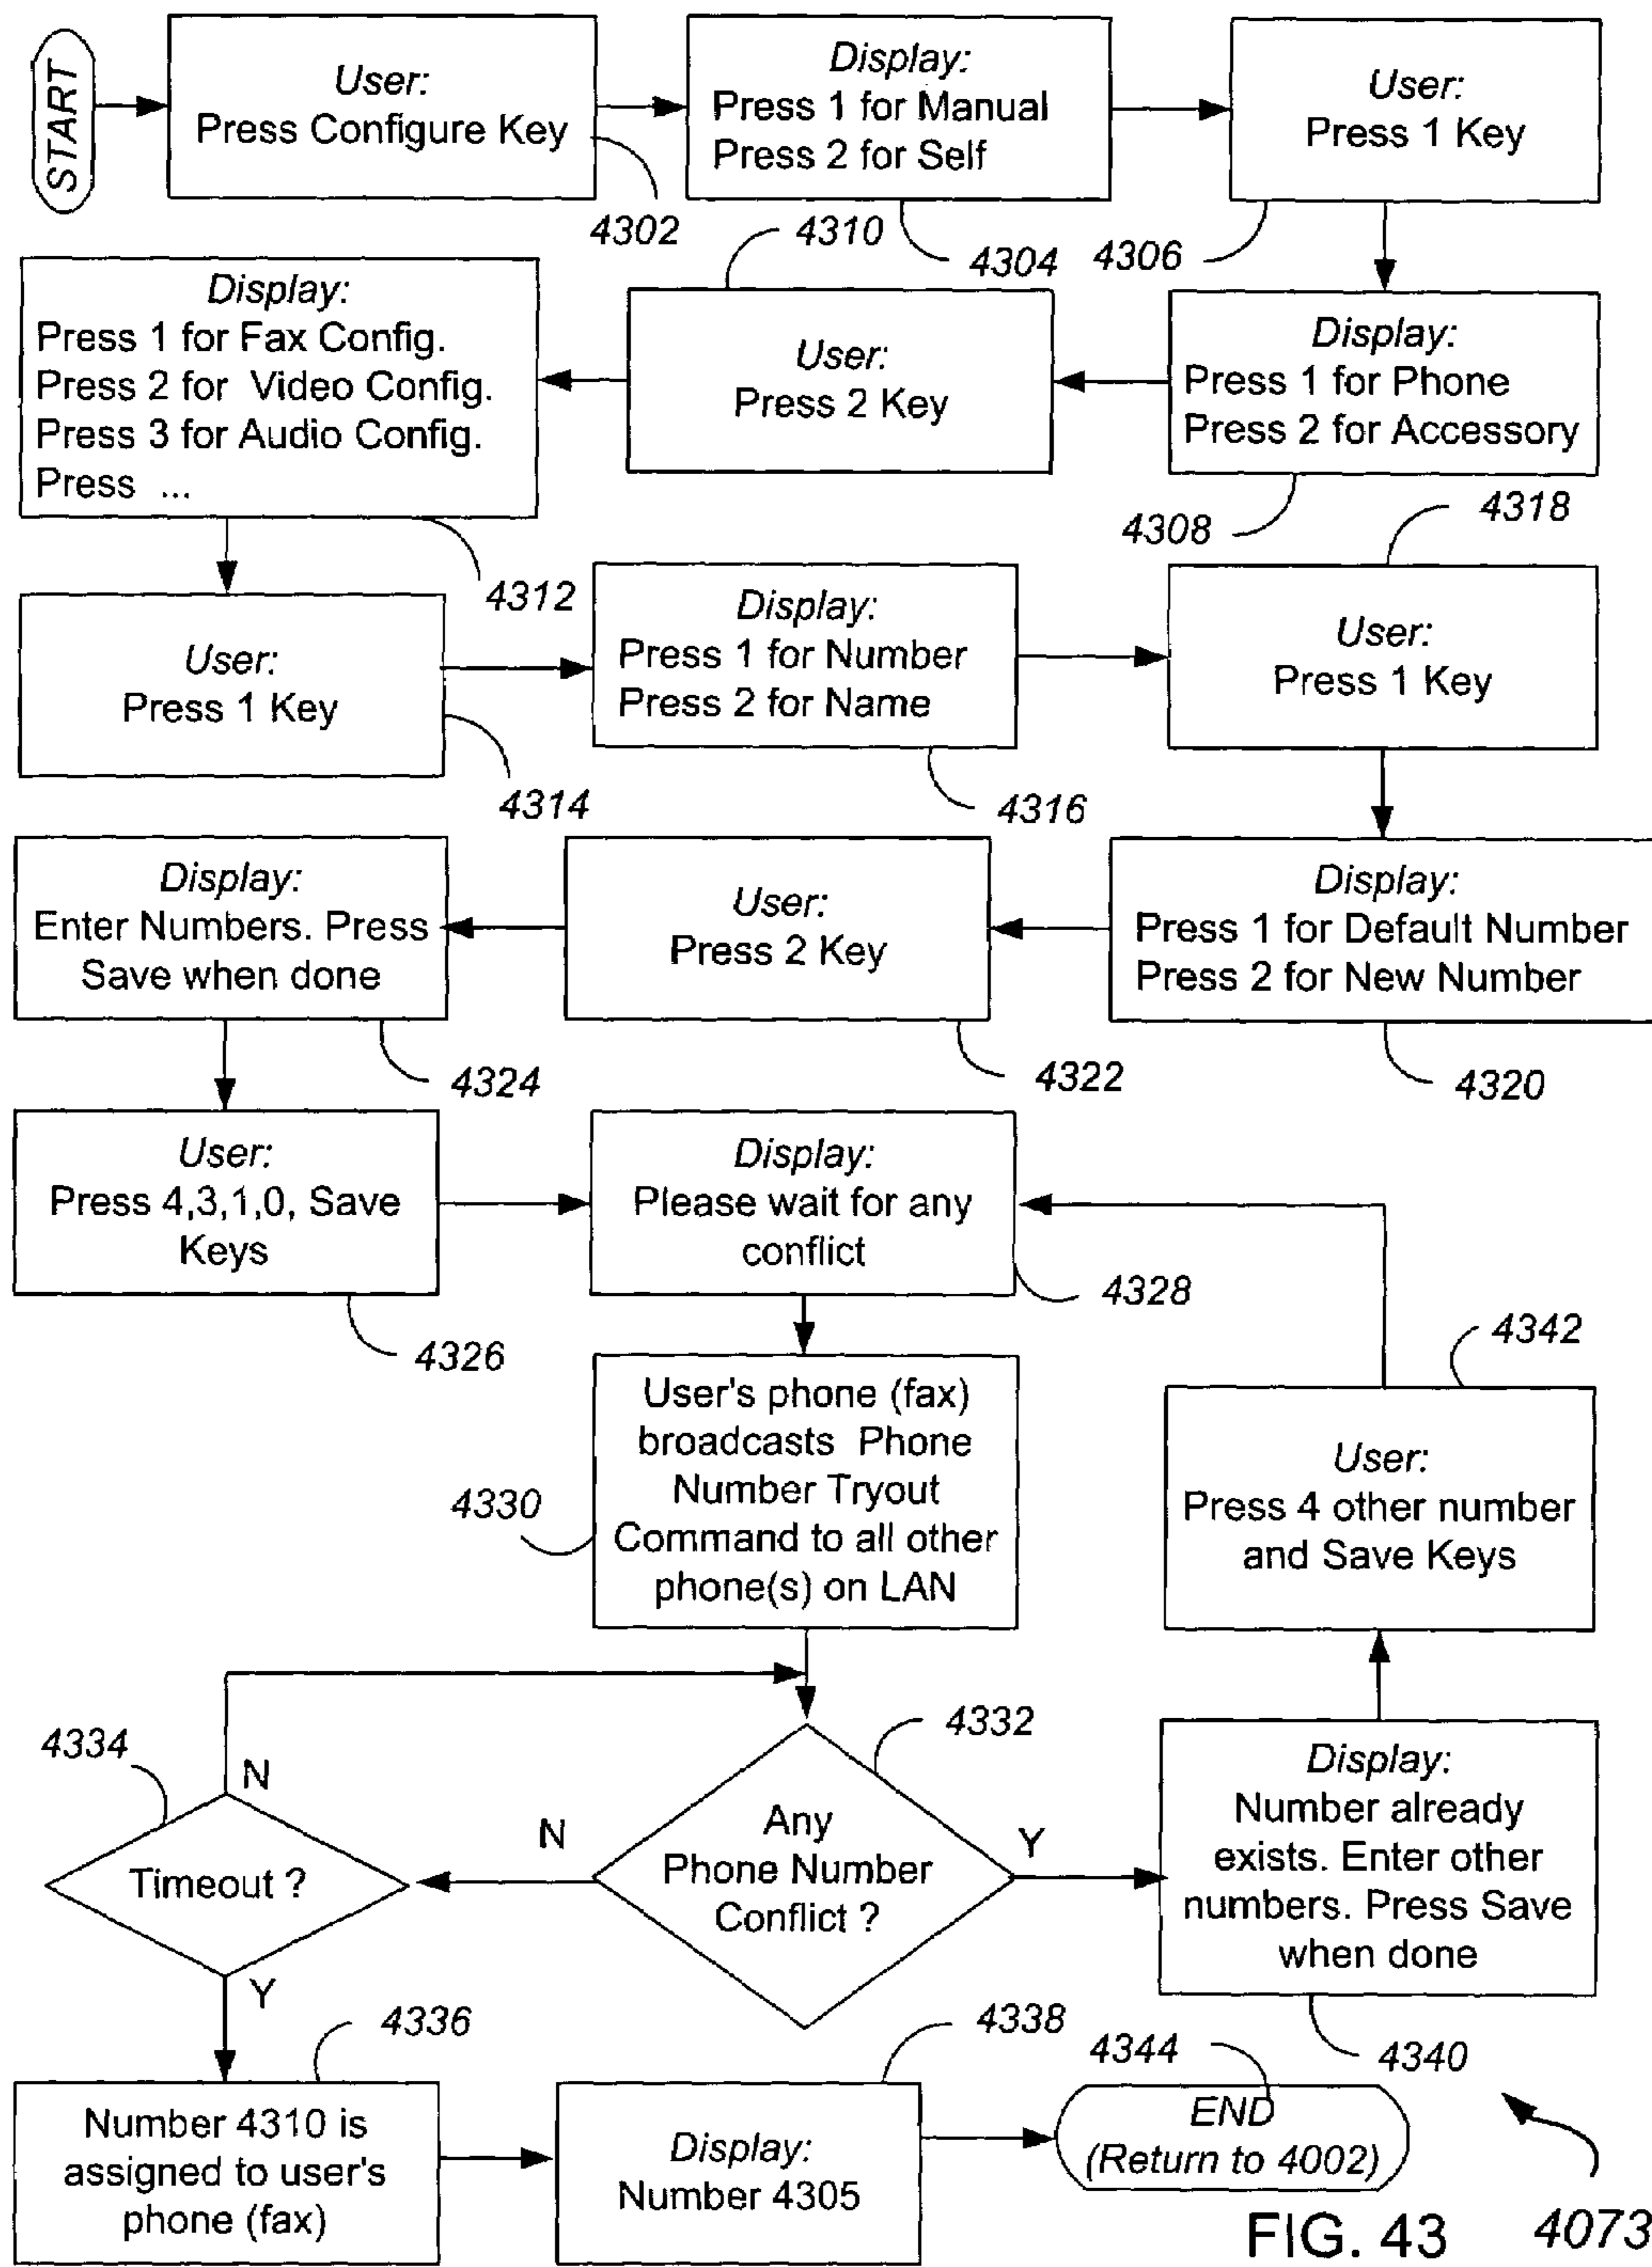 START
User:
Press Configure Key
4302
Display:
Press 1 for Manual
Press 2 for Self
4304
User:
Press 1 Key
4306
Display:
Press 1 for Phone
Press 2 for Accessory
4308
User:
Press 2 Key
4310
Display:
Press 1 for Fax Config.
Press 2 for Video Config.
Press 3 for Audio Config.
Press ...
4312
User:
Press 1 Key
4314
Display:
Press 1 for Number
Press 2 for Name
4316
User:
Press 1 Key
4318
Display:
Press 1 for Default Number
Press 2 for New Number
4320
User:
Press 2 Key
4322
Display:
Enter Numbers. Press
Save when done
4324
User:
Press 4,3,1,0, Save
Keys
4326
Display:
Please wait for any
conflict
4328
User's phone (fax)
broadcasts Phone
Number Tryout
Command to all other
phone(s) on LAN
4330
Any
Phone Number
Conflict ?
4332
N
Y
Timeout ?
4334
N
Y
Number 4310 is
assigned to user's
phone (fax)
4336
Display:
Number 4305
4338
Display:
Number already
exists. Enter other
numbers. Press Save
when done
4340
User:
Press 4 other number
and Save Keys
4342
END
(Return to 4002)
4344
FIG. 43
4073